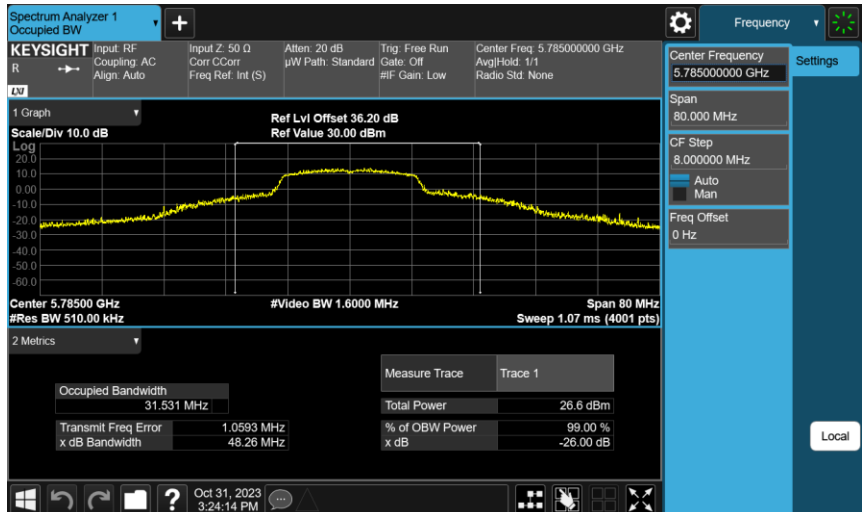 Spectrum Analyzer 1
Occupied BW
+
Frequency
KEYSIGHT
R
LXI
Input: RF
Coupling: AC
Align: Auto
Input Z: 50 Ω
Corr CCorr
Freq Ref: Int (S)
Atten: 20 dB
µW Path: Standard
Trig: Free Run
Gate: Off
#IF Gain: Low
Center Freq: 5.785000000 GHz
Avg|Hold: 1/1
Radio Std: None
Center Frequency
5.785000000 GHz
Settings
Span
80.000 MHz
CF Step
8.000000 MHz
Auto
Man
Freq Offset
0 Hz
Local
1 Graph
Scale/Div 10.0 dB
Ref Lvl Offset 36.20 dB
Ref Value 30.00 dBm
Log
20.0
10.0
0.00
-10.0
-20.0
-30.0
-40.0
-50.0
-60.0
Center 5.78500 GHz
#Video BW 1.6000 MHz
Span 80 MHz
#Res BW 510.00 kHz
Sweep 1.07 ms (4001 pts)
2 Metrics
Measure Trace Trace 1
Occupied Bandwidth
31.531 MHz
Total Power 26.6 dBm
Transmit Freq Error 1.0593 MHz
% of OBW Power 99.00 %
x dB Bandwidth 48.26 MHz
x dB -26.00 dB
?
Oct 31, 2023
3:24:14 PM